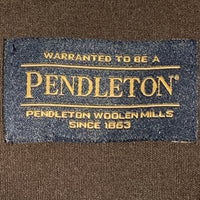 WARRANTED TO BE A
PENDLETON®
PENDLETON WOOLEN MILLS
SINCE 1863